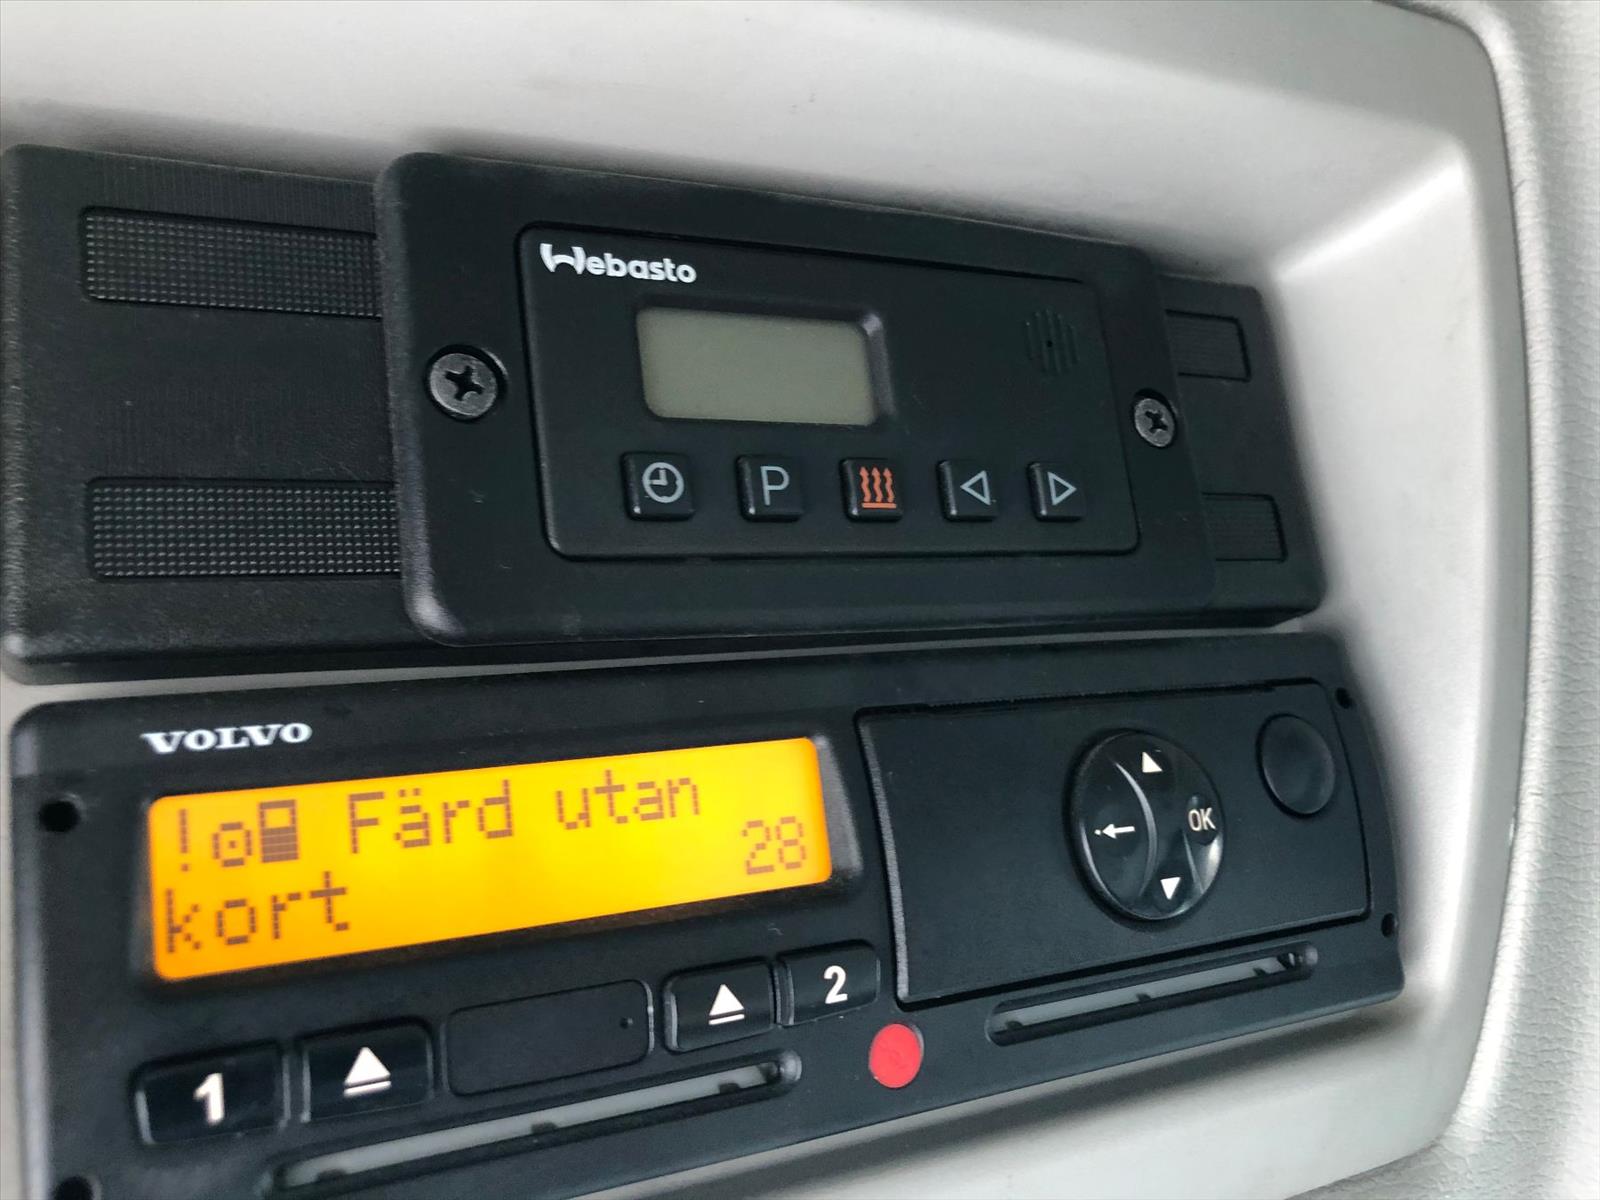 Webasto
P
VOLVO
! Färd utan
kort 28
OK
1
2